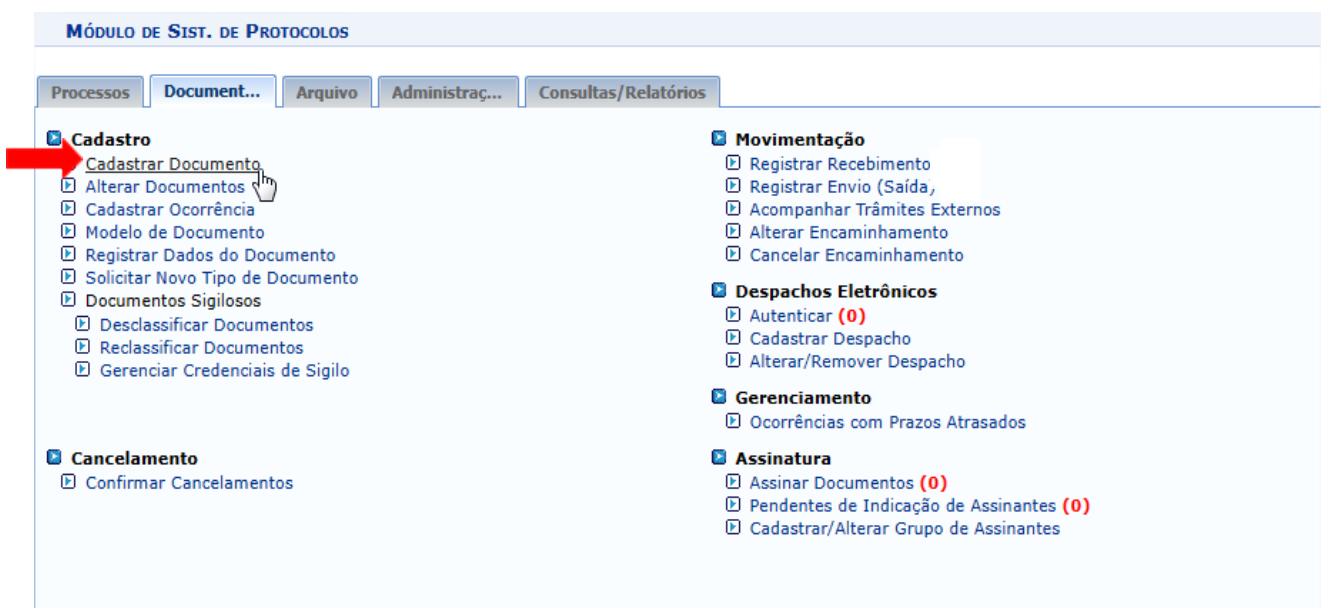 MÓDULO DE SIST. DE PROTOCOLOS
Processos Document... Arquivo Administraç... Consultas/Relatórios
Cadastro
Cadastrar Documento
Alterar Documentos
Cadastrar Ocorrência
Modelo de Documento
Registrar Dados do Documento
Solicitar Novo Tipo de Documento
Documentos Sigilosos
Desclassificar Documentos
Reclassificar Documentos
Gerenciar Credenciais de Sigilo
Cancelamento
Confirmar Cancelamentos
Movimentação
Registrar Recebimento
Registrar Envio (Saída)
Acompanhar Trâmites Externos
Alterar Encaminhamento
Cancelar Encaminhamento
Despachos Eletrônicos
Autenticar (0)
Cadastrar Despacho
Alterar/Remover Despacho
Gerenciamento
Ocorrências com Prazos Atrasados
Assinatura
Assinar Documentos (0)
Pendentes de Indicação de Assinantes (0)
Cadastrar/Alterar Grupo de Assinantes